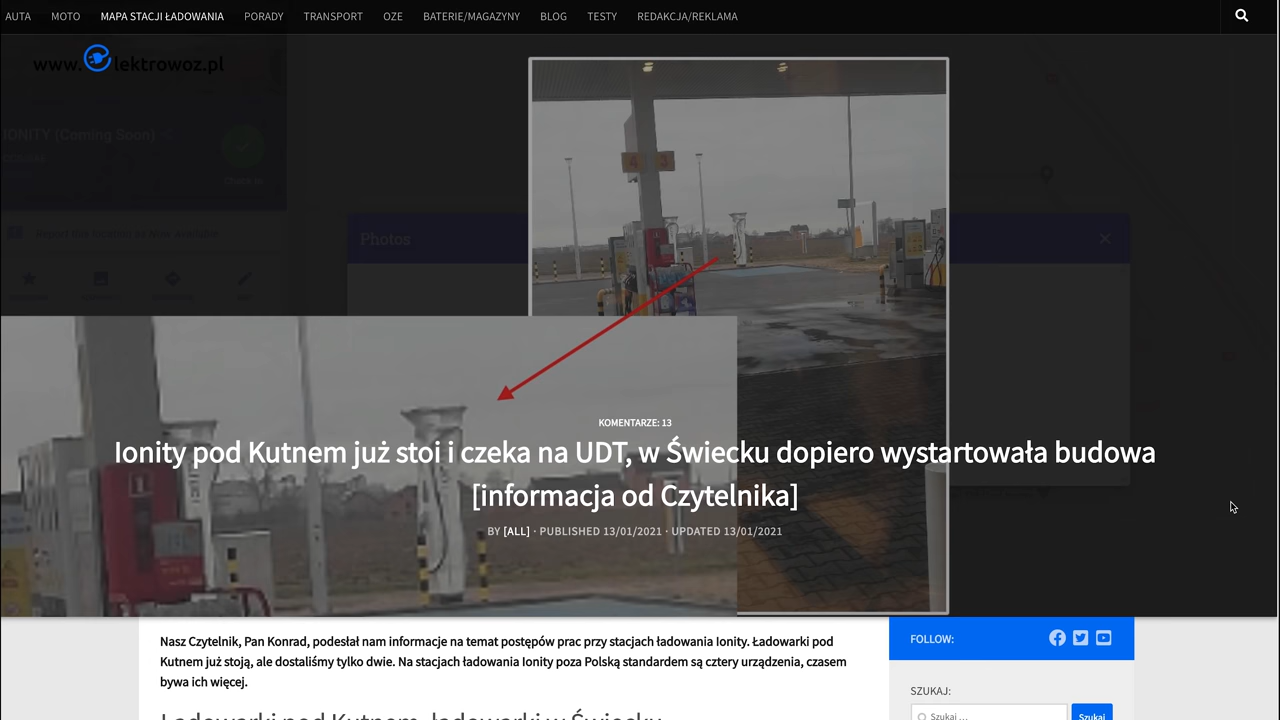 AUTA MOTO MAPA STACJI ŁADOWANIA PORADY TRANSPORT OZE BATERIE/MAGAZYNY BLOG TESTY REDAKCJA/REKLAMA
www.elektrowoz.pl
IONITY (Coming Soon)
Check In
Photos
4 3
KOMENTARZE: 13
Ionity pod Kutnem już stoi i czeka na UDT, w Świecku dopiero wystartowała budowa
[informacja od Czytelnika]
BY [ALL] · PUBLISHED 13/01/2021 · UPDATED 13/01/2021
Nasz Czytelnik, Pan Konrad, podesłał nam informacje na temat postępów prac przy stacjach ładowania Ionity. Ładowarki pod
Kutnem już stoją, ale dostaliśmy tylko dwie. Na stacjach ładowania Ionity poza Polską standardem są cztery urządzenia, czasem
bywa ich więcej.
Ładowarki pod Kutnem, ładowarki w Świecku
FOLLOW:
SZUKAJ:
Szukaj …
Szukaj